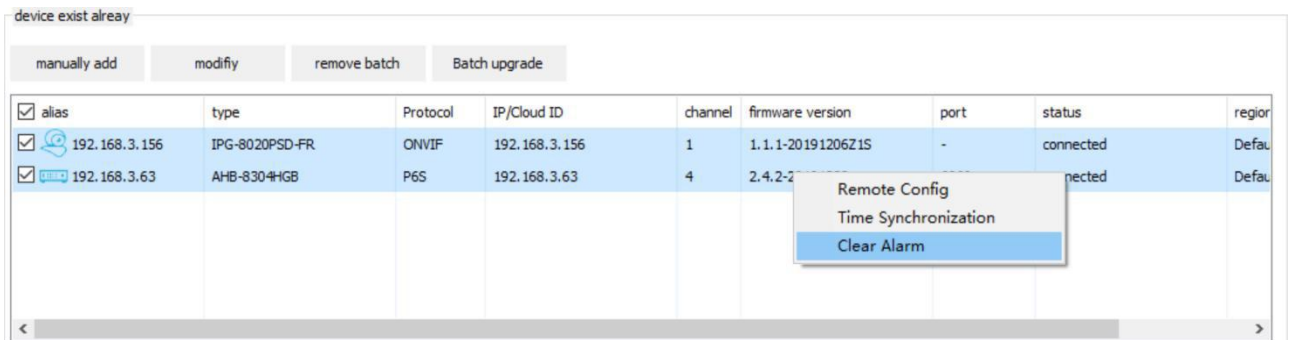 device exist alreay
manually add modifiy remove batch Batch upgrade
alias type Protocol IP/Cloud ID channel firmware version port status region
192.168.3.156 IPG-8020PSD-FR ONVIF 192.168.3.156 1 1.1.1-20191206Z1S - connected Defau
192.168.3.63 AHB-8304HGB P6S 192.168.3.63 4 2.4.2-2 nected Defau
Remote Config
Time Synchronization
Clear Alarm